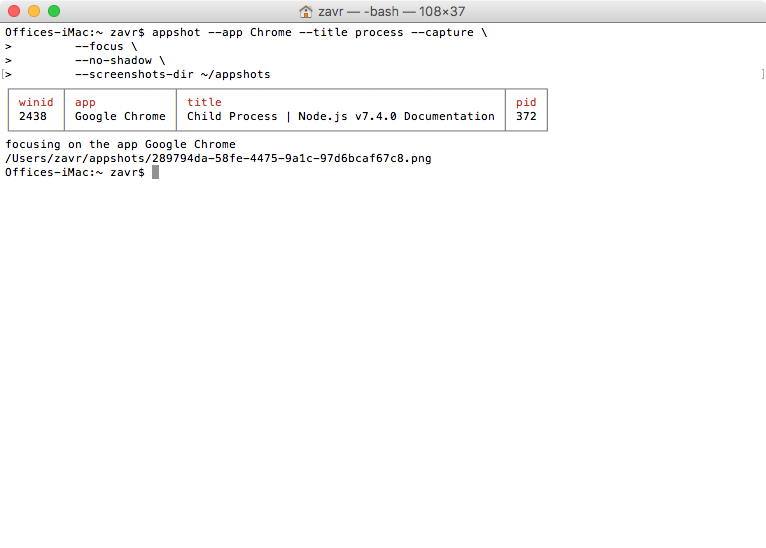 zavr — -bash — 108×37
Offices-iMac:~ zavr$ appshot --app Chrome --title process --capture \
> --focus \
> --no-shadow \
[> --screenshots-dir ~/appshots ]
winid app title pid
2438 Google Chrome Child Process | Node.js v7.4.0 Documentation 372
focusing on the app Google Chrome
/Users/zavr/appshots/289794da-58fe-4475-9a1c-97d6bcaf67c8.png
Offices-iMac:~ zavr$